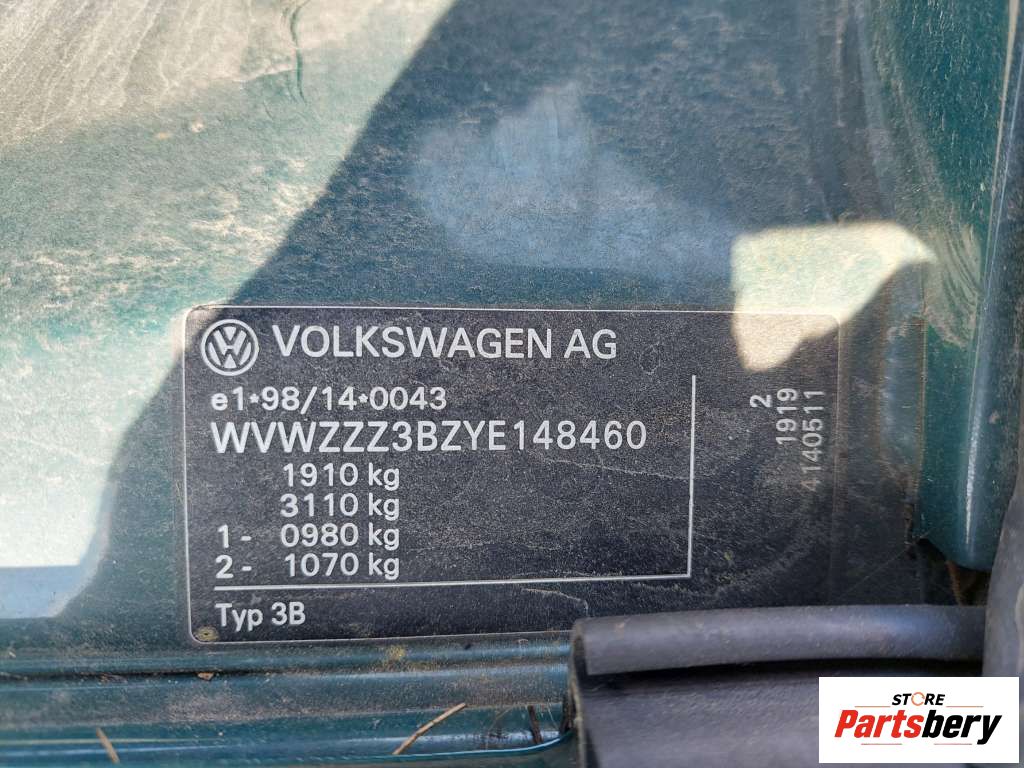 VOLKSWAGEN AG
e1*98/14*0043
WVWZZZ3BZYE148460
1910 kg
3110 kg
1 - 0980 kg
2 - 1070 kg
Typ 3B
2
1919
4140511
STORE
Partsbery